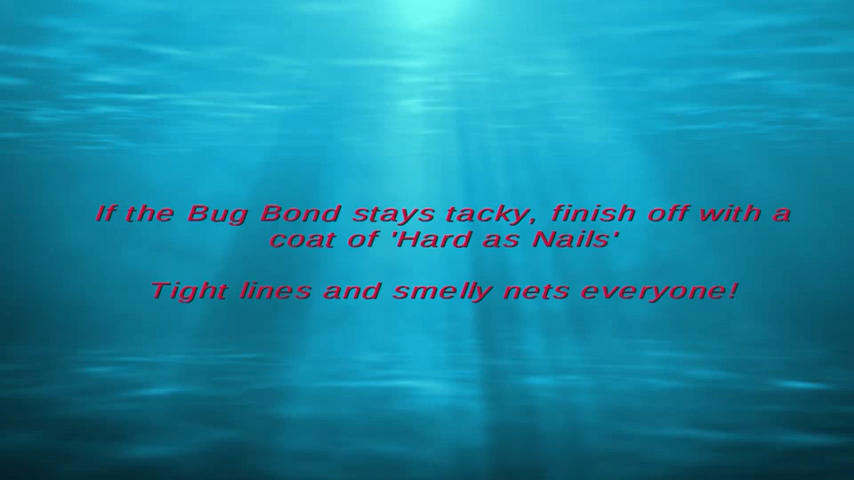 If the Bug Bond stays tacky, finish off with a
coat of 'Hard as Nails'
Tight lines and smelly nets everyone!